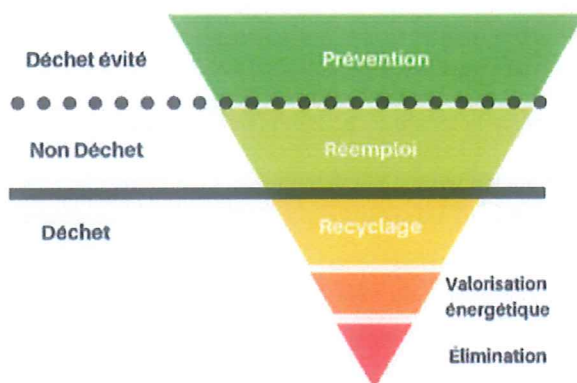 Déchet évité
Prévention
Non Déchet
Réemploi
Déchet
Recyclage
Valorisation
énergétique
Élimination